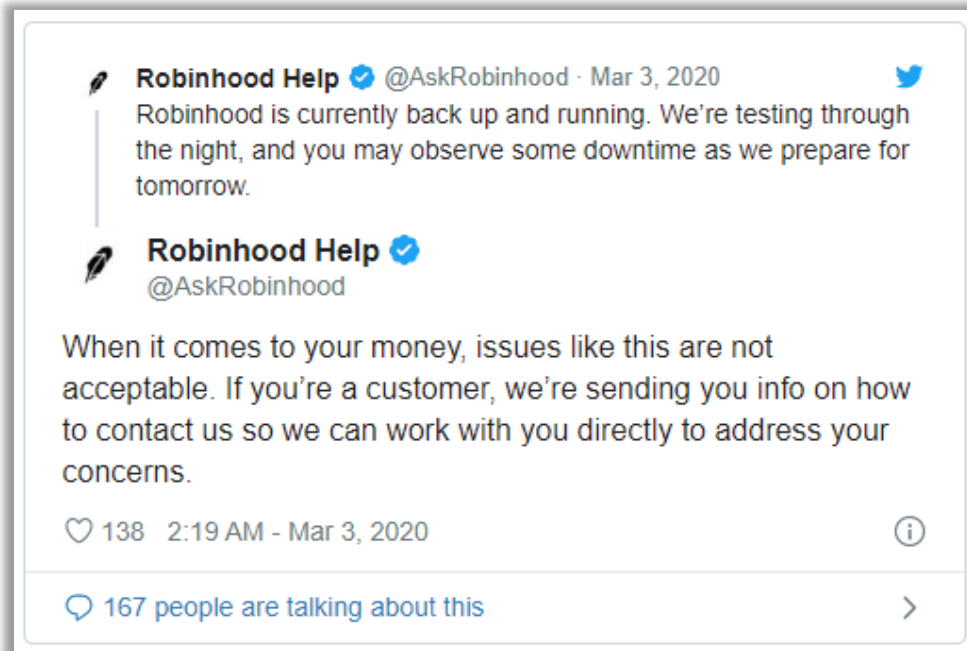 Robinhood Help @AskRobinhood · Mar 3, 2020
Robinhood is currently back up and running. We’re testing through
the night, and you may observe some downtime as we prepare for
tomorrow.
Robinhood Help
@AskRobinhood
When it comes to your money, issues like this are not
acceptable. If you’re a customer, we’re sending you info on how
to contact us so we can work with you directly to address your
concerns.
138 2:19 AM - Mar 3, 2020
167 people are talking about this